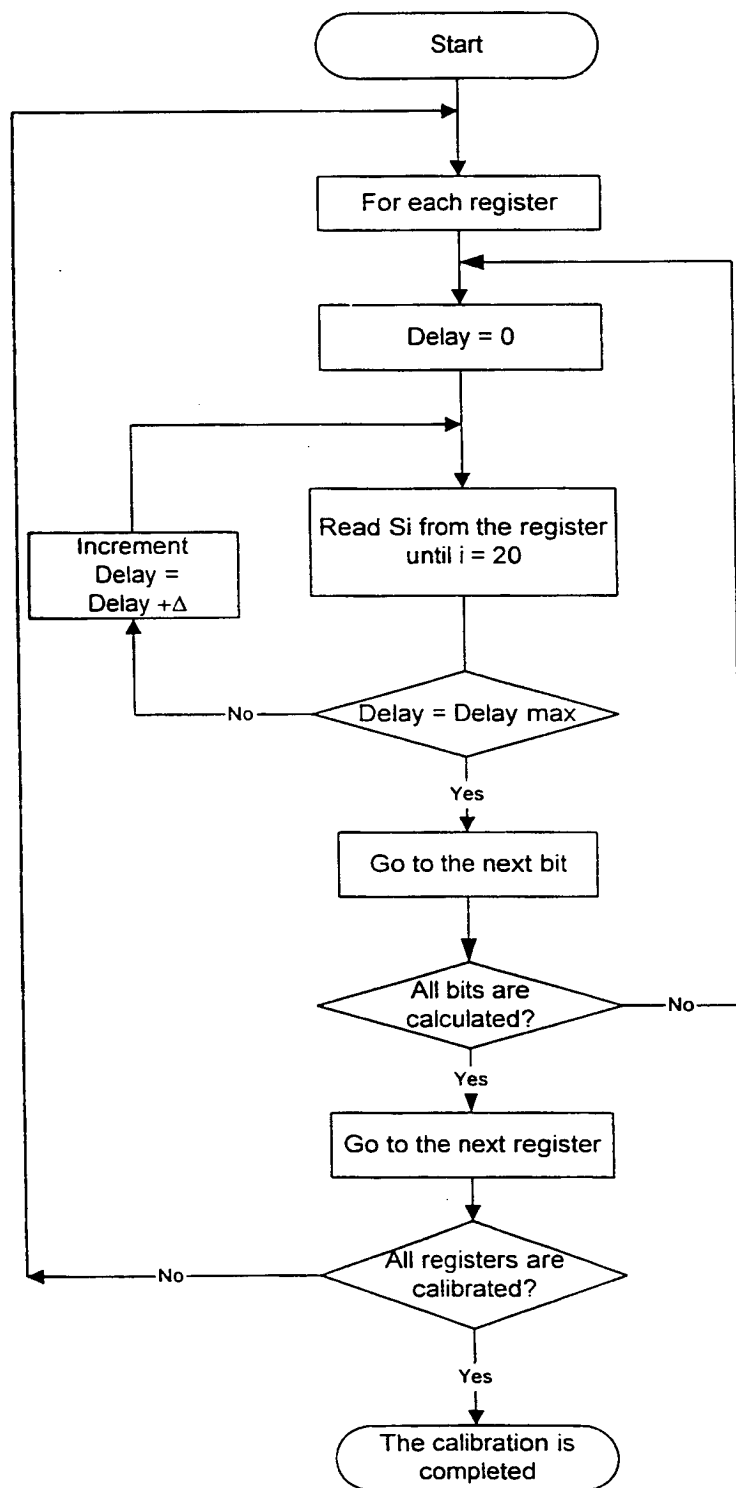 Start
For each register
Delay = 0
Read Si from the register
until i = 20
Increment
Delay =
Delay +Δ
No
Delay = Delay max
Yes
Go to the next bit
All bits are
calculated?
No
Yes
Go to the next register
All registers are
calibrated?
No
Yes
The calibration is
completed